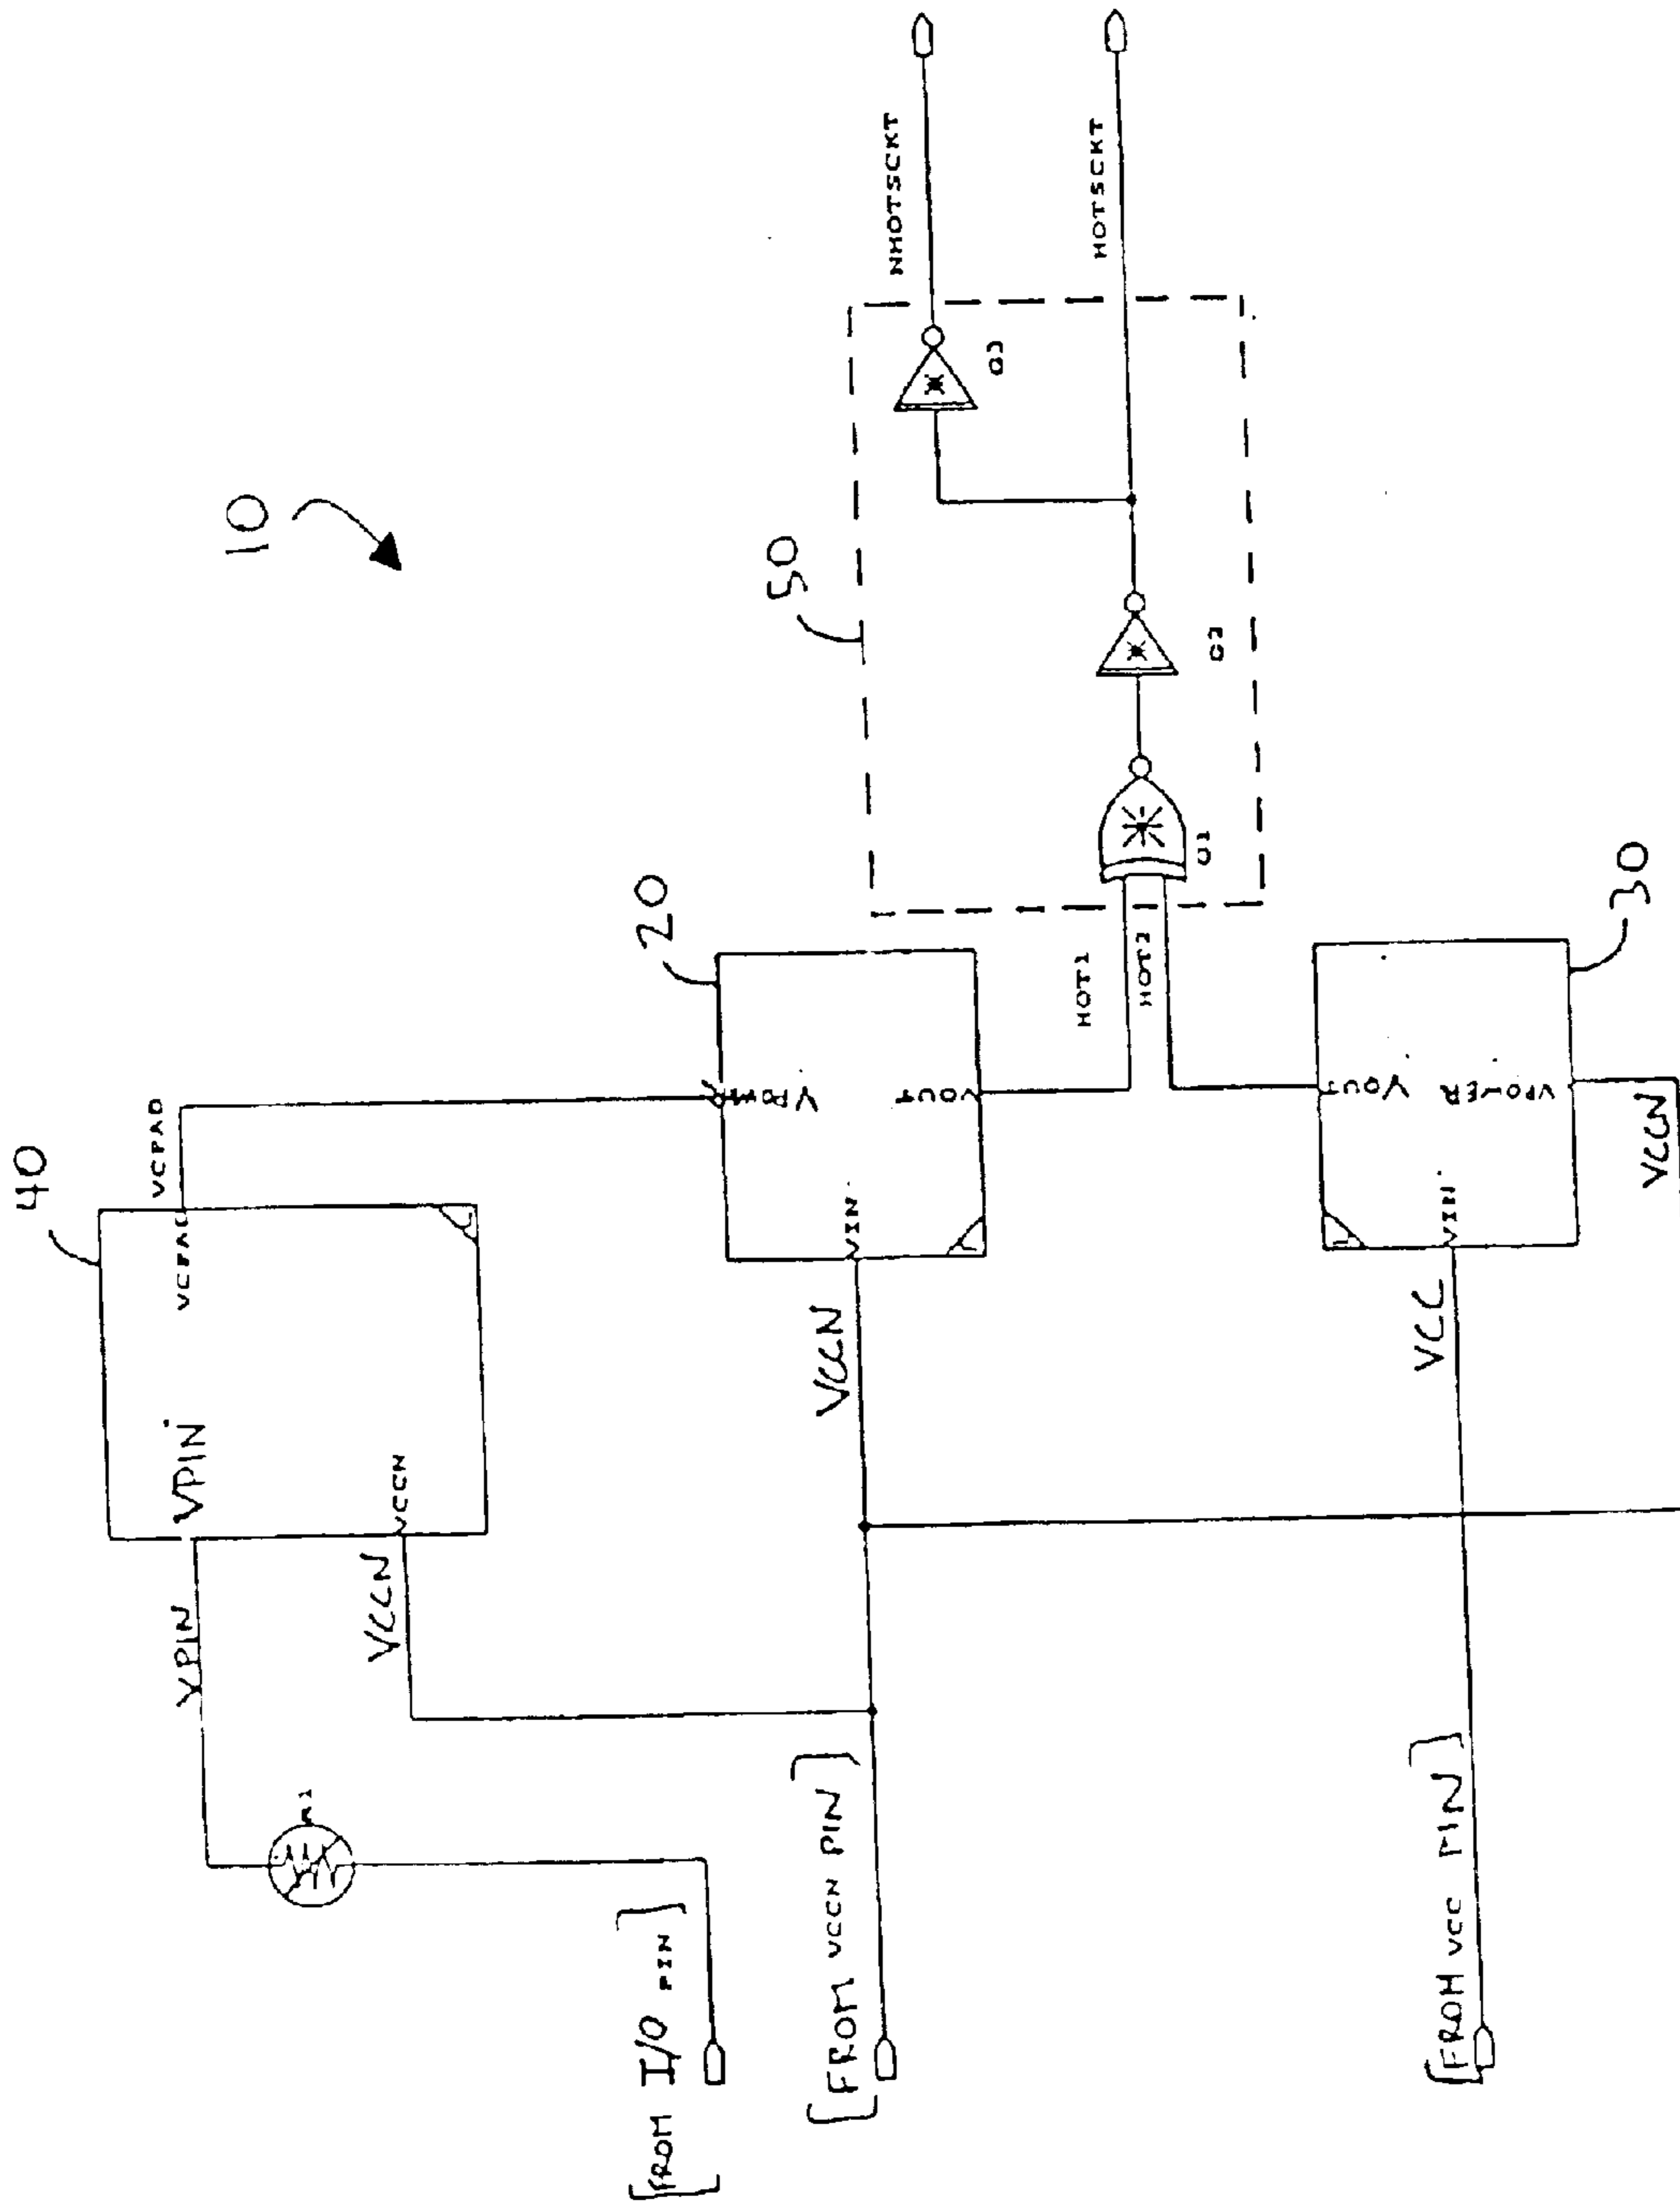 10
40
VPIN
VPIN
VCPAD
VCPAD
VCCN
VCCN
[FROM I/O PIN]
[FROM VCCN PIN]
VCCN
VIN
VOUT
20
HOT1
HOT2
50
G1
G2
G3
NHOTSCKT
HOTSCKT
[FROM VCC PIN]
VCC
VIN
VOUT
VPOWER
VCCN
30